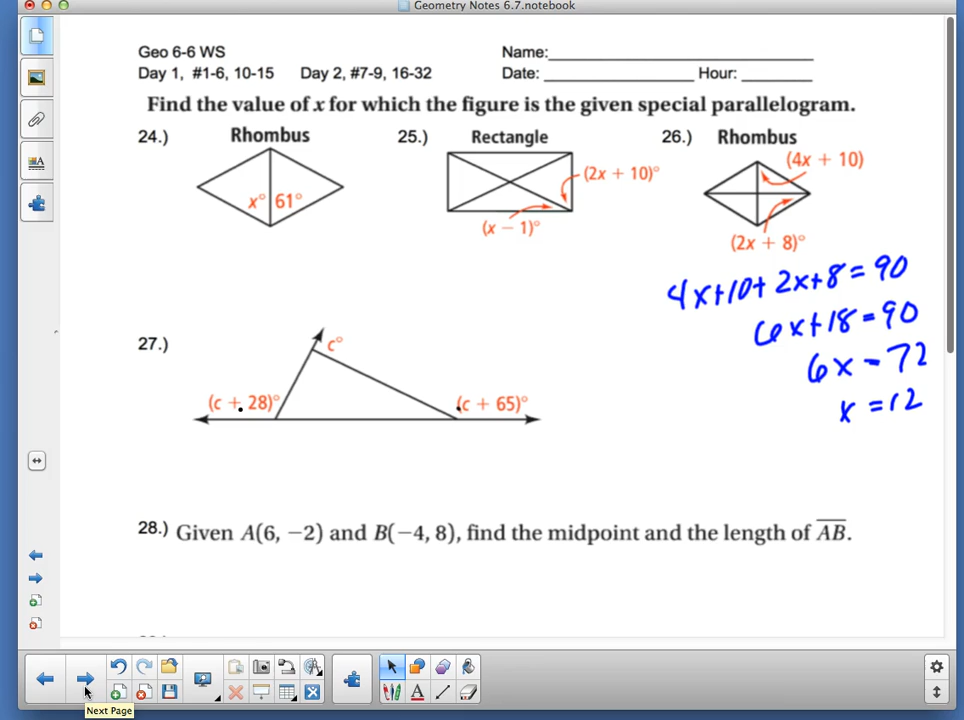 Geometry Notes 6.7.notebook
Geo 6-6 WS
Name:
Day 1, #1-6, 10-15 Day 2, #7-9, 16-32
Date: Hour:
Find the value of x for which the figure is the given special parallelogram.
24.) Rhombus
x° 61°
25.) Rectangle
(2x + 10)°
(x − 1)°
26.) Rhombus
(4x + 10)
(2x + 8)°
4x+10+2x+8=90
6x+18=90
6x=72
x=12
27.)
c°
(c + 28)°
(c + 65)°
28.) Given A(6, −2) and B(−4, 8), find the midpoint and the length of A̅B̅.
Next Page